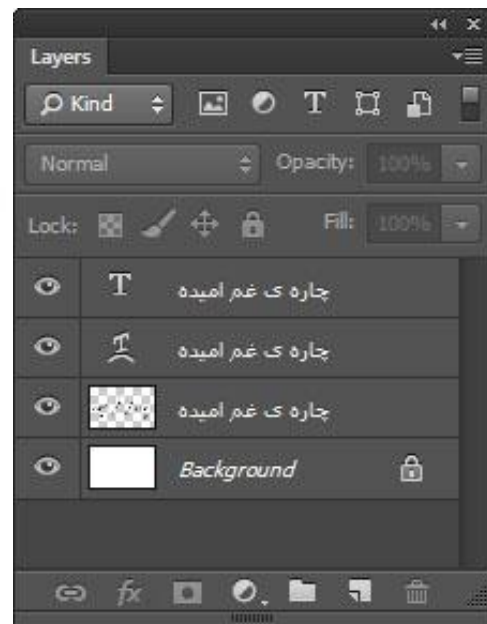 Layers
Kind
Normal Opacity: 100%
Lock: Fill: 100%
چاره ی غم امیده
چاره ی غم امیده
چاره ی غم امیده
Background